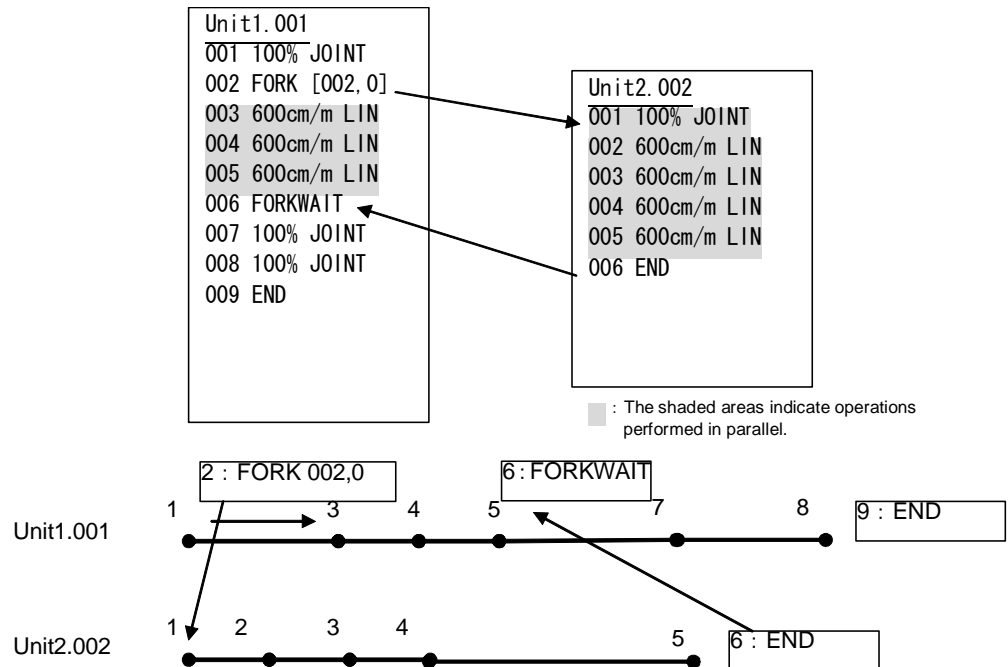 Unit1.001
001 100% JOINT
002 FORK [002,0]
003 600cm/m LIN
004 600cm/m LIN
005 600cm/m LIN
006 FORKWAIT
007 100% JOINT
008 100% JOINT
009 END
Unit2.002
001 100% JOINT
002 600cm/m LIN
003 600cm/m LIN
004 600cm/m LIN
005 600cm/m LIN
006 END
: The shaded areas indicate operations
performed in parallel.
2 : FORK 002,0
6 : FORKWAIT
1 3 4 5 7 8
9 : END
Unit1.001
1 2 3 4 5
6 : END
Unit2.002